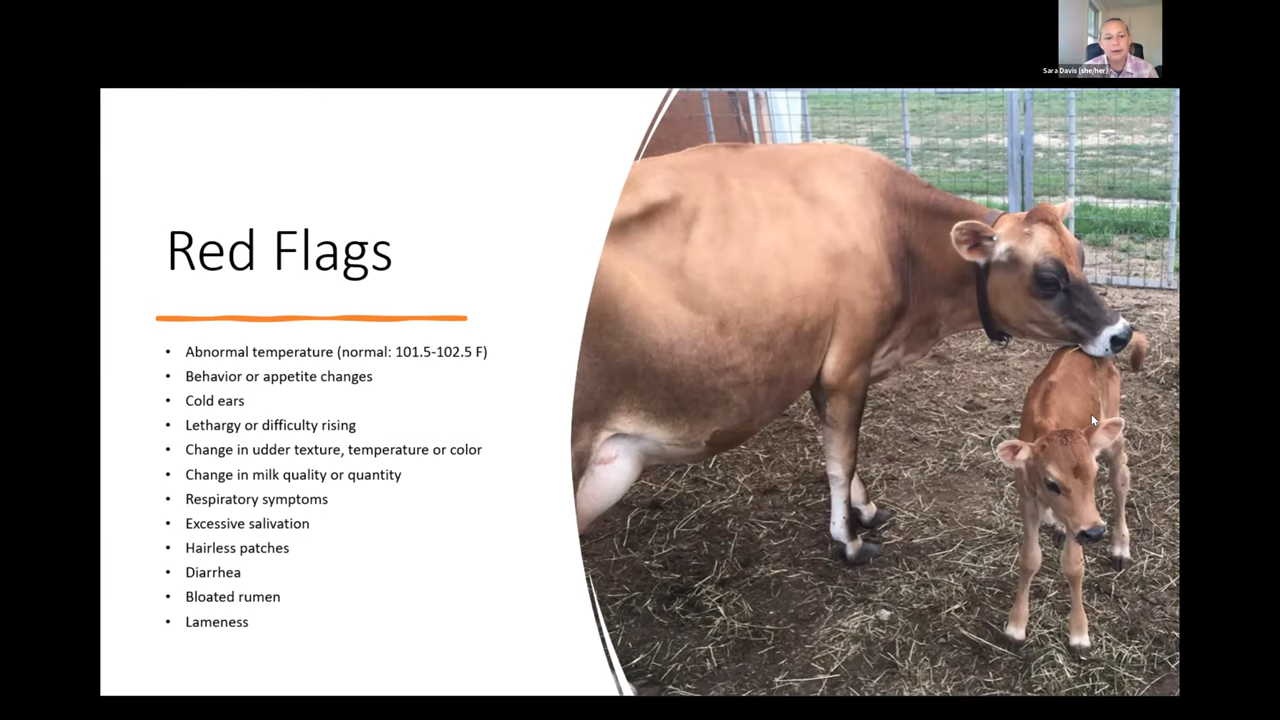 Sara Davis (she/her)
Red Flags
• Abnormal temperature (normal: 101.5-102.5 F)
• Behavior or appetite changes
• Cold ears
• Lethargy or difficulty rising
• Change in udder texture, temperature or color
• Change in milk quality or quantity
• Respiratory symptoms
• Excessive salivation
• Hairless patches
• Diarrhea
• Bloated rumen
• Lameness